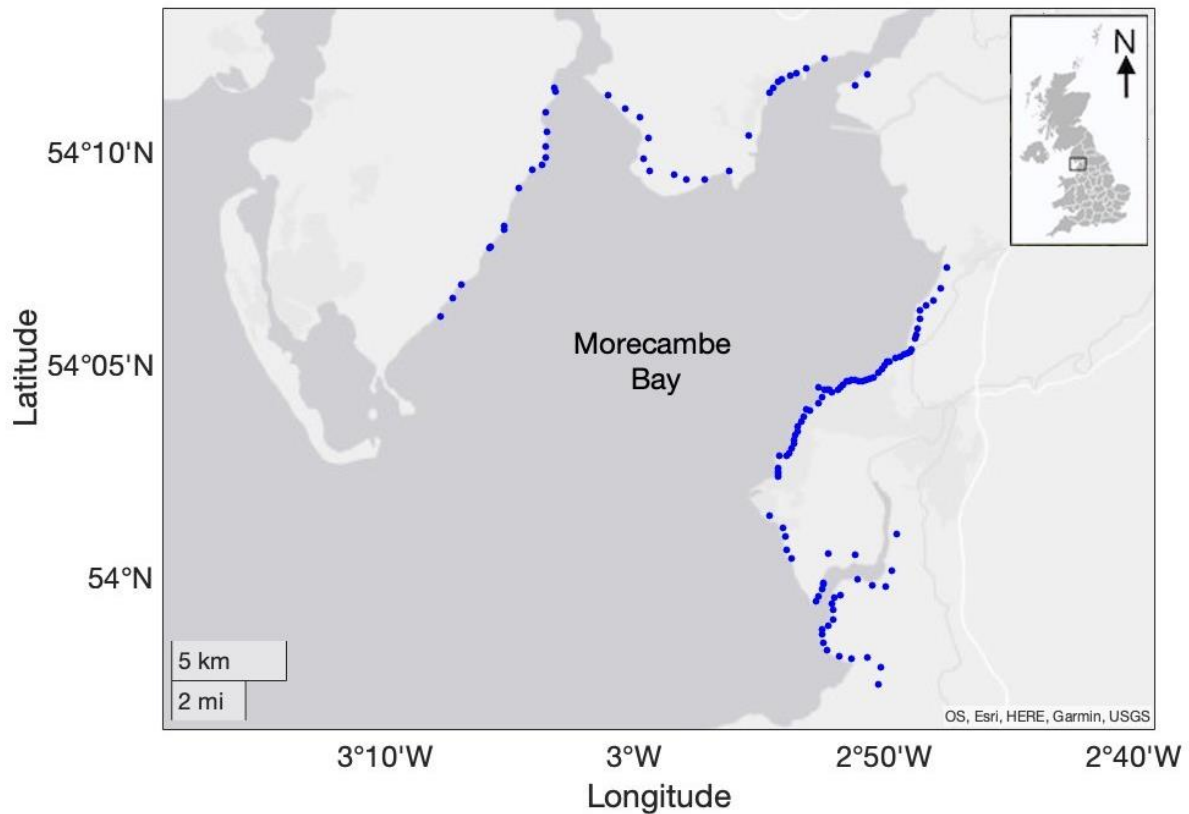 N
54°10'N
54°05'N
54°N
Latitude
Morecambe
Bay
5 km
2 mi
OS, Esri, HERE, Garmin, USGS
3°10'W
3°W
2°50'W
2°40'W
Longitude